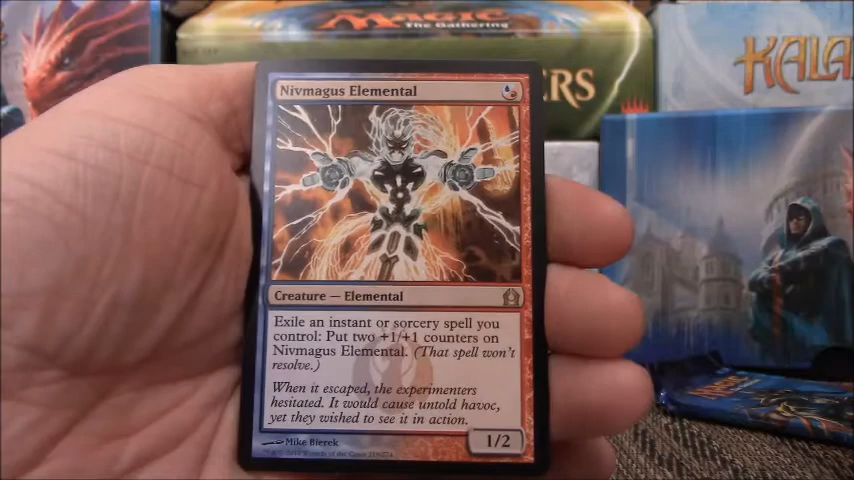 MAGIC
The Gathering
ERS
KALA
Nivmagus Elemental
Creature — Elemental
Exile an instant or sorcery spell you
control: Put two +1/+1 counters on
Nivmagus Elemental. (That spell won't
resolve.)
When it escaped, the experimenters
hesitated. It would cause untold havoc,
yet they wished to see it in action.
1/2
Mike Bierek